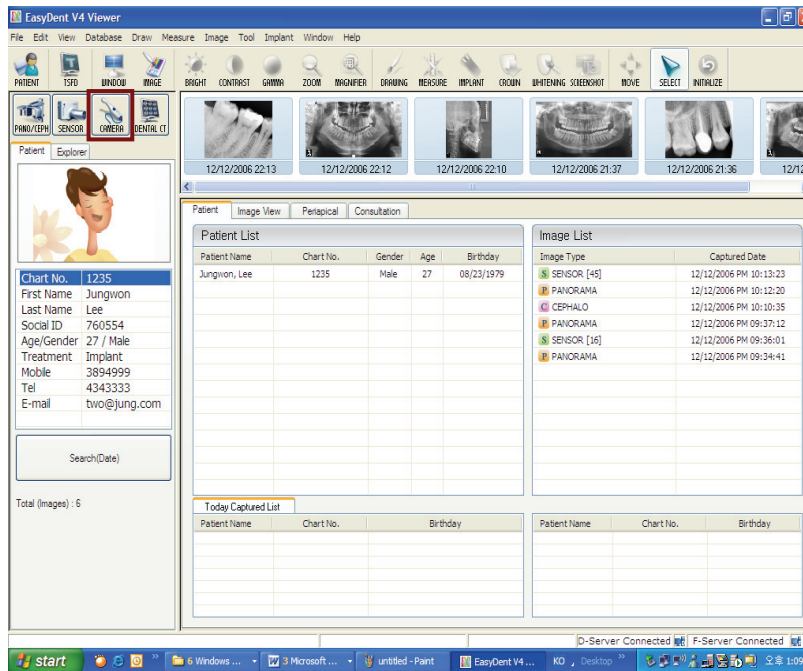 EasyDent V4 Viewer
File Edit View Database Draw Measure Image Tool Implant Window Help
PATIENT TSFD WINDOW IMAGE BRIGHT CONTRAST GAMMA ZOOM MAGNIFIER DRAWING MEASURE IMPLANT CROWN WHITENING SCREENSHOT MOVE SELECT INITIALIZE
PANO/CEPH SENSOR CAMERA DENTAL CT
12/12/2006 22:13 12/12/2006 22:12 12/12/2006 22:10 12/12/2006 21:37 12/12/2006 21:36 12/12
Patient Explorer
Chart No. 1235
First Name Jungwon
Last Name Lee
Social ID 760554
Age/Gender 27 / Male
Treatment Implant
Mobile 3894999
Tel 4343333
E-mail two@jung.com
Search(Date)
Total (Images) : 6
Patient Image View Periapical Consultation
Patient List
Patient Name Chart No. Gender Age Birthday
Jungwon, Lee 1235 Male 27 08/23/1979
Image List
Image Type Captured Date
S SENSOR [45] 12/12/2006 PM 10:13:23
P PANORAMA 12/12/2006 PM 10:12:20
C CEPHALO 12/12/2006 PM 10:10:35
P PANORAMA 12/12/2006 PM 09:37:12
S SENSOR [16] 12/12/2006 PM 09:36:01
P PANORAMA 12/12/2006 PM 09:34:41
Today Captured List
Patient Name Chart No. Birthday
Patient Name Chart No. Birthday
D-Server Connected F-Server Connected
start 6 Windows ... 3 Microsoft ... untitled - Paint EasyDent V4 ... KO Desktop 오후 1:09